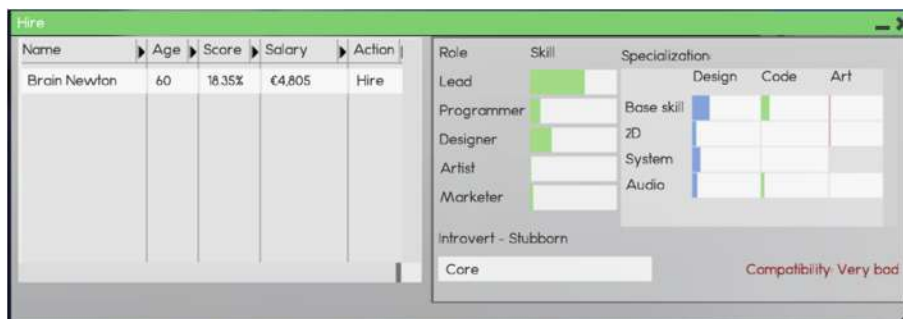 Hire
Name Age Score Salary Action
Brain Newton 60 18.35% €4,805 Hire
Role Skill Specialization
Design Code Art
Lead
Programmer
Designer
Artist
Marketer
Base skill
2D
System
Audio
Introvert - Stubborn
Core
Compatibility: Very bad